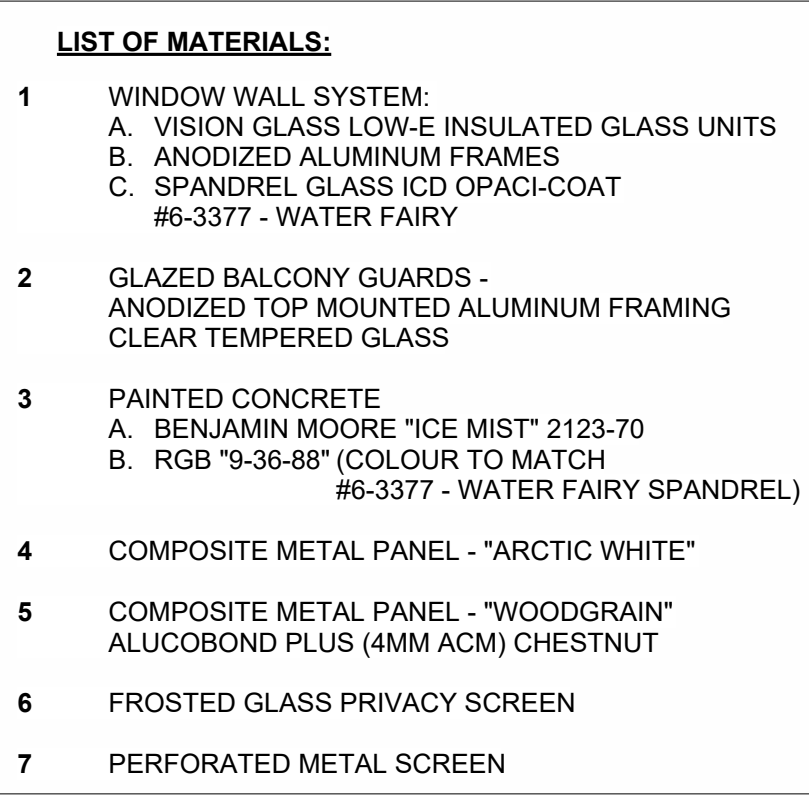 LIST OF MATERIALS:
1 WINDOW WALL SYSTEM:
A. VISION GLASS LOW-E INSULATED GLASS UNITS
B. ANODIZED ALUMINUM FRAMES
C. SPANDREL GLASS ICD OPACI-COAT
#6-3377 - WATER FAIRY
2 GLAZED BALCONY GUARDS -
ANODIZED TOP MOUNTED ALUMINUM FRAMING
CLEAR TEMPERED GLASS
3 PAINTED CONCRETE
A. BENJAMIN MOORE "ICE MIST" 2123-70
B. RGB "9-36-88" (COLOUR TO MATCH
#6-3377 - WATER FAIRY SPANDREL)
4 COMPOSITE METAL PANEL - "ARCTIC WHITE"
5 COMPOSITE METAL PANEL - "WOODGRAIN"
ALUCOBOND PLUS (4MM ACM) CHESTNUT
6 FROSTED GLASS PRIVACY SCREEN
7 PERFORATED METAL SCREEN